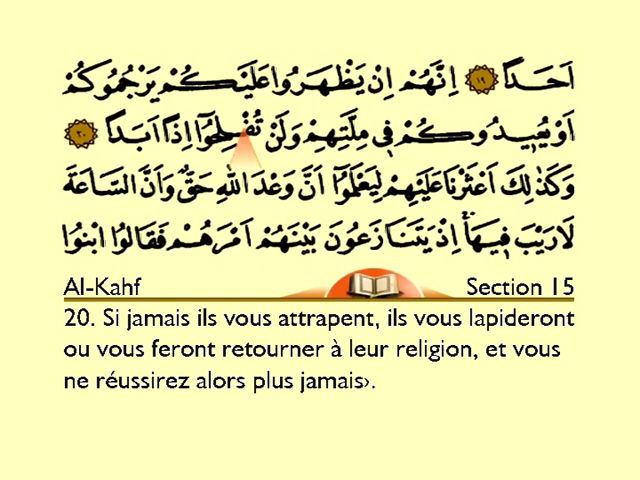 اَحَدًا ﴿١٩﴾ اِنَّهُمْ اِنْ يَظْهَرُوا عَلَيْكُمْ يَرْجُمُوكُمْ
اَوْ يُعِيدُوكُمْ فِي مِلَّتِهِمْ وَلَنْ تُفْلِحُوٓا اِذًا اَبَدًا ﴿٢٠﴾
وَكَذٰلِكَ اَعْثَرْنَا عَلَيْهِمْ لِيَعْلَمُوٓا اَنَّ وَعْدَ اللّٰهِ حَقٌّ وَاَنَّ السَّاعَةَ
لَا رَيْبَ فِيهَا اِذْ يَتَنَازَعُونَ بَيْنَهُمْ اَمْرَهُمْ فَقَالُوا ابْنُوا
Al-Kahf Section 15
20. Si jamais ils vous attrapent, ils vous lapideront
ou vous feront retourner à leur religion, et vous
ne réussirez alors plus jamais›.